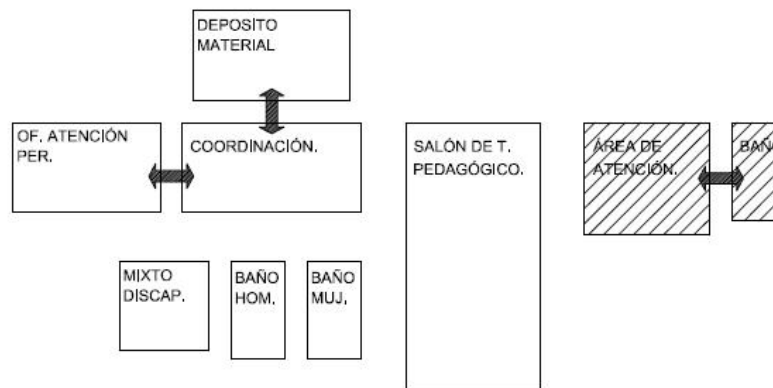 DEPOSITO
MATERIAL
OF. ATENCIÓN
PER.
COORDINACIÓN.
SALÓN DE T.
PEDAGÓGICO.
ÁREA DE
ATENCIÓN.
MIXTO
DISCAP.
BAÑO
HOM.
BAÑO
MUJ.